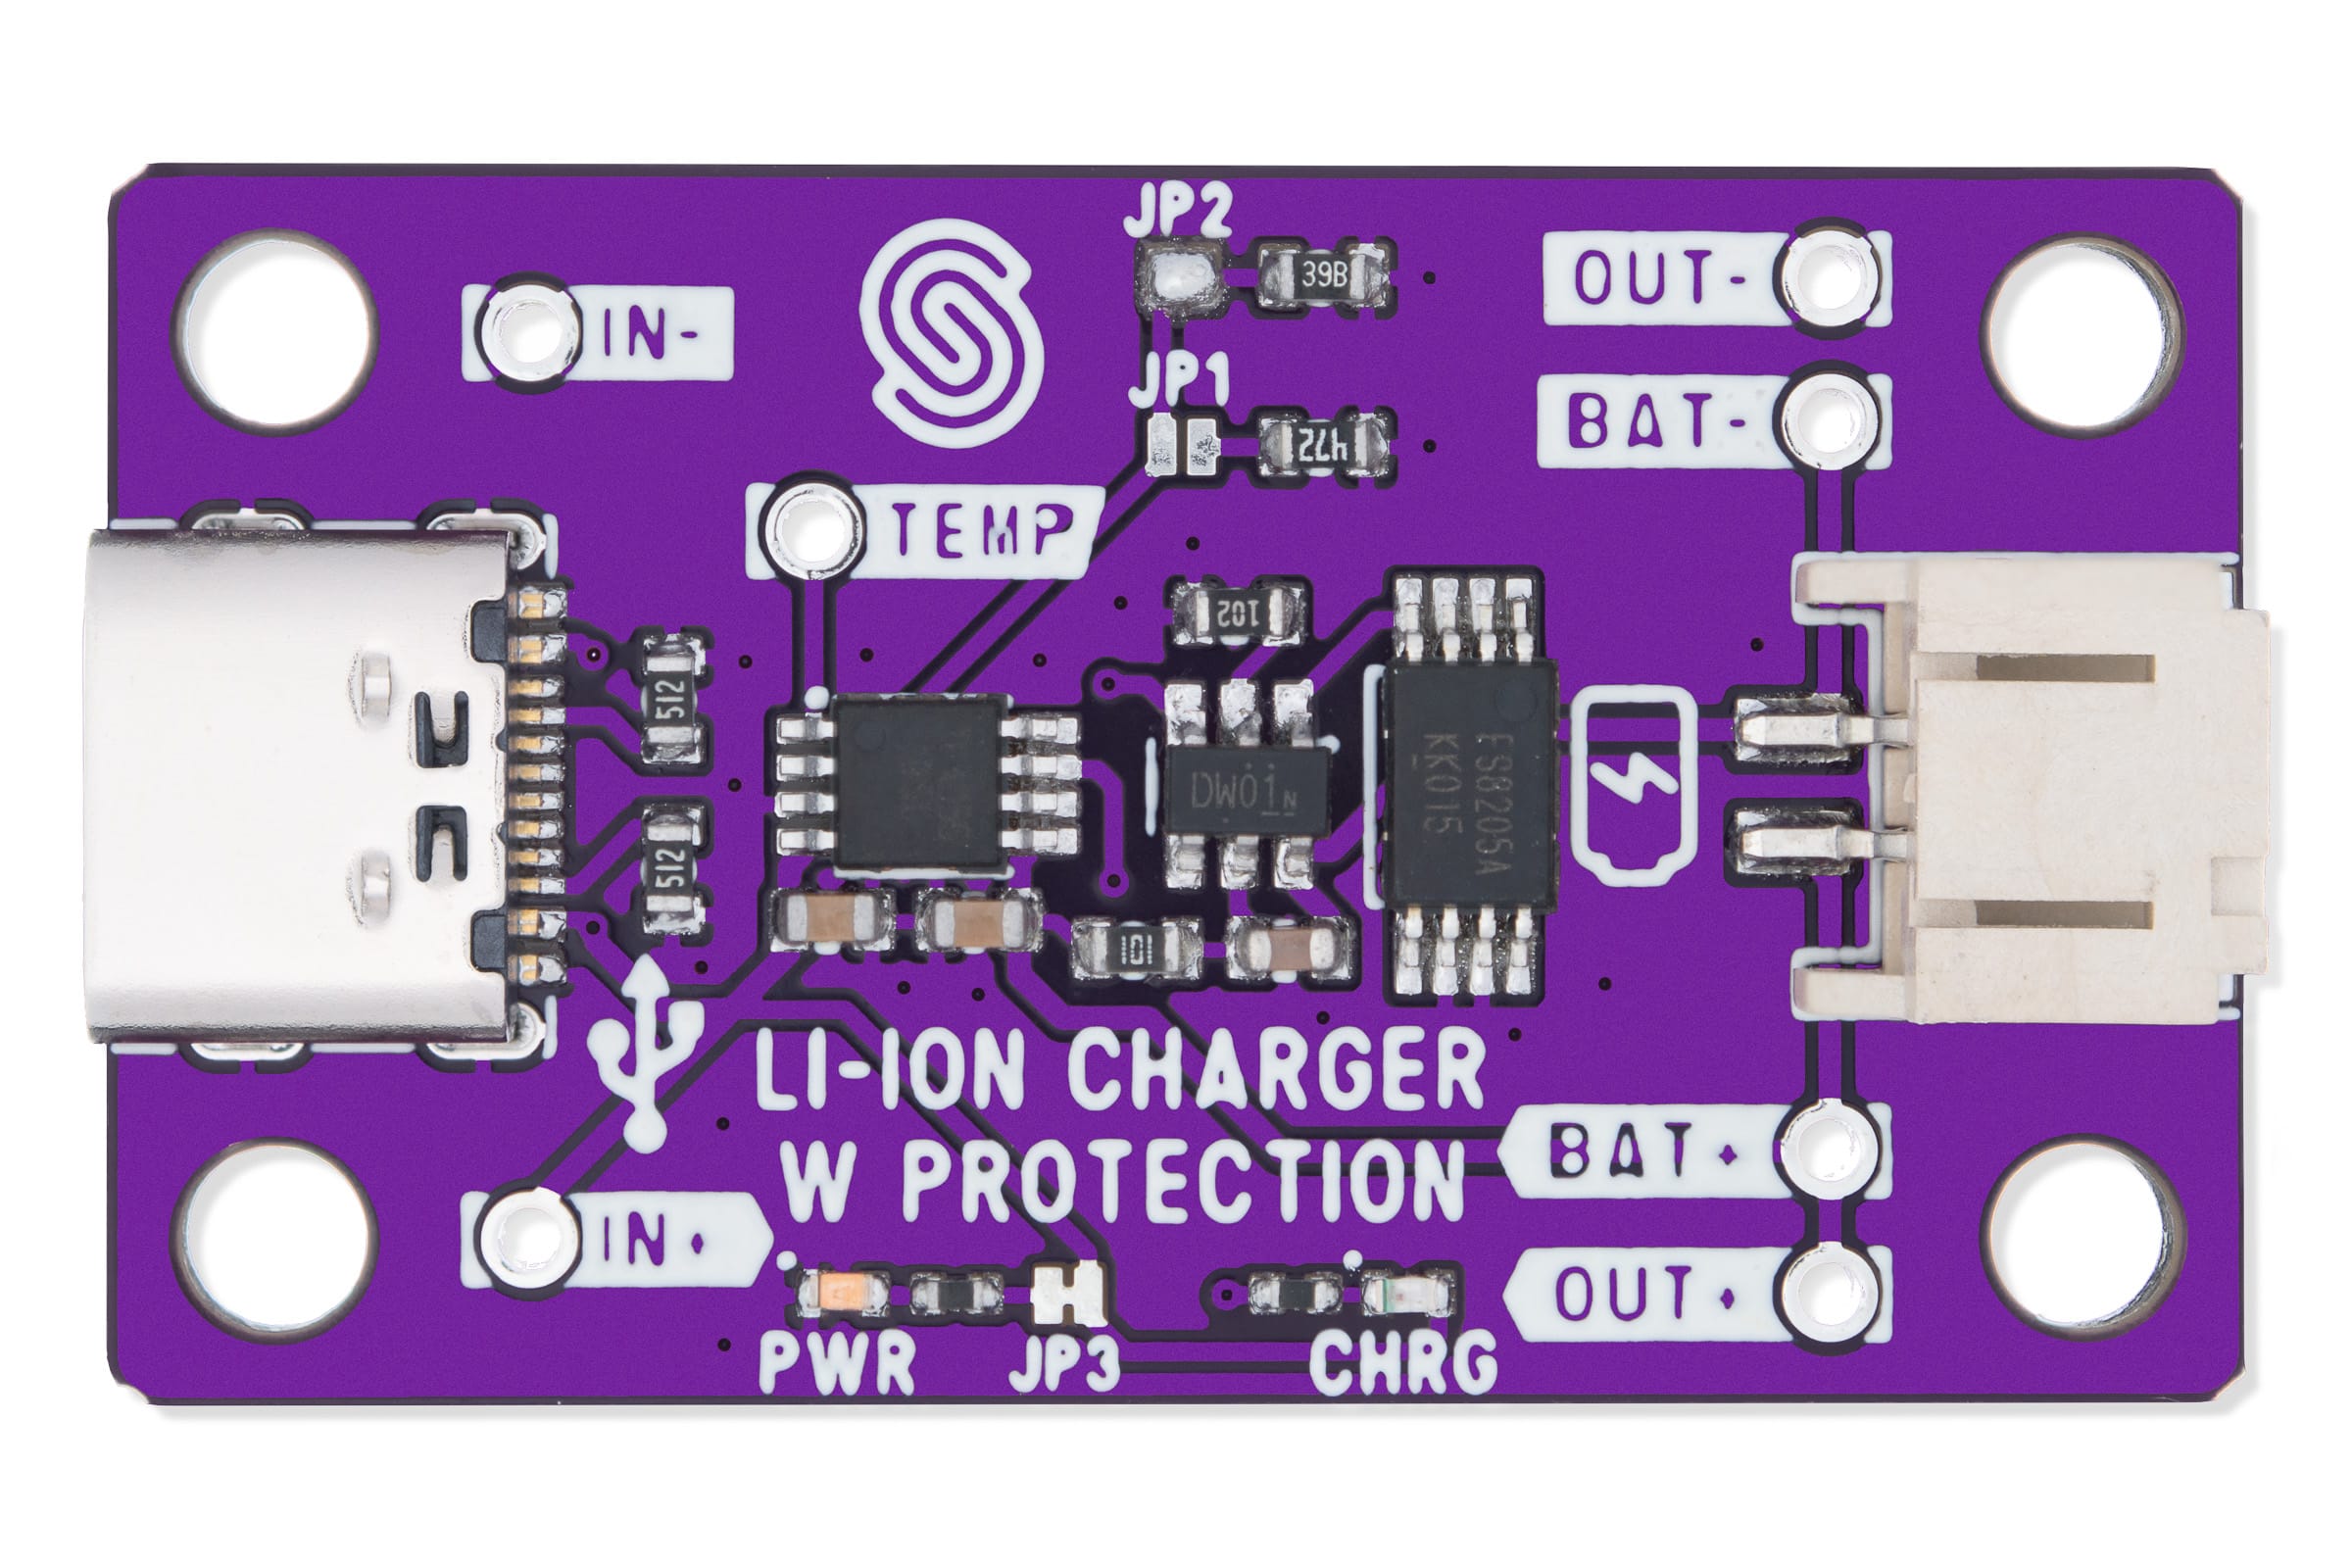 JP2
39B
OUT-
IN-
JP1
472
BAT-
TEMP
102
512
DW01N
FS8205A
KK015
512
101
LI-ION CHARGER
W PROTECTION
BAT+
IN+
OUT+
PWR
JP3
CHRG